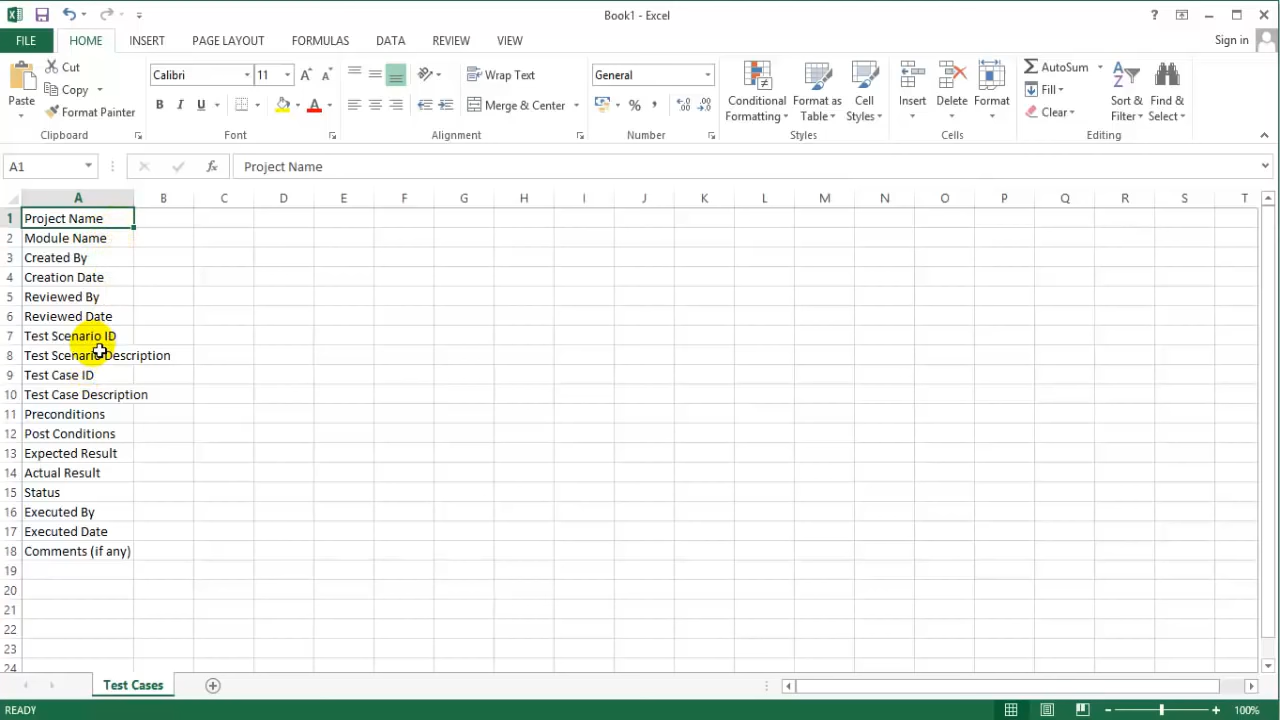 Book1 - Excel
? Sign in
FILE HOME INSERT PAGE LAYOUT FORMULAS DATA REVIEW VIEW
Paste Cut Copy Format Painter Clipboard
Calibri 11 A A B I U A Font
Wrap Text Merge & Center Alignment
General % , Number
Conditional Formatting Format as Table Cell Styles Styles
Insert Delete Format Cells
AutoSum Fill Clear Sort & Filter Find & Select Editing
A1 fx Project Name
A B C D E F G H I J K L M N O P Q R S T
1 Project Name
2 Module Name
3 Created By
4 Creation Date
5 Reviewed By
6 Reviewed Date
7 Test Scenario ID
8 Test Scenario Description
9 Test Case ID
10 Test Case Description
11 Preconditions
12 Post Conditions
13 Expected Result
14 Actual Result
15 Status
16 Executed By
17 Executed Date
18 Comments (if any)
19
20
21
22
23
24
Test Cases
READY 100%